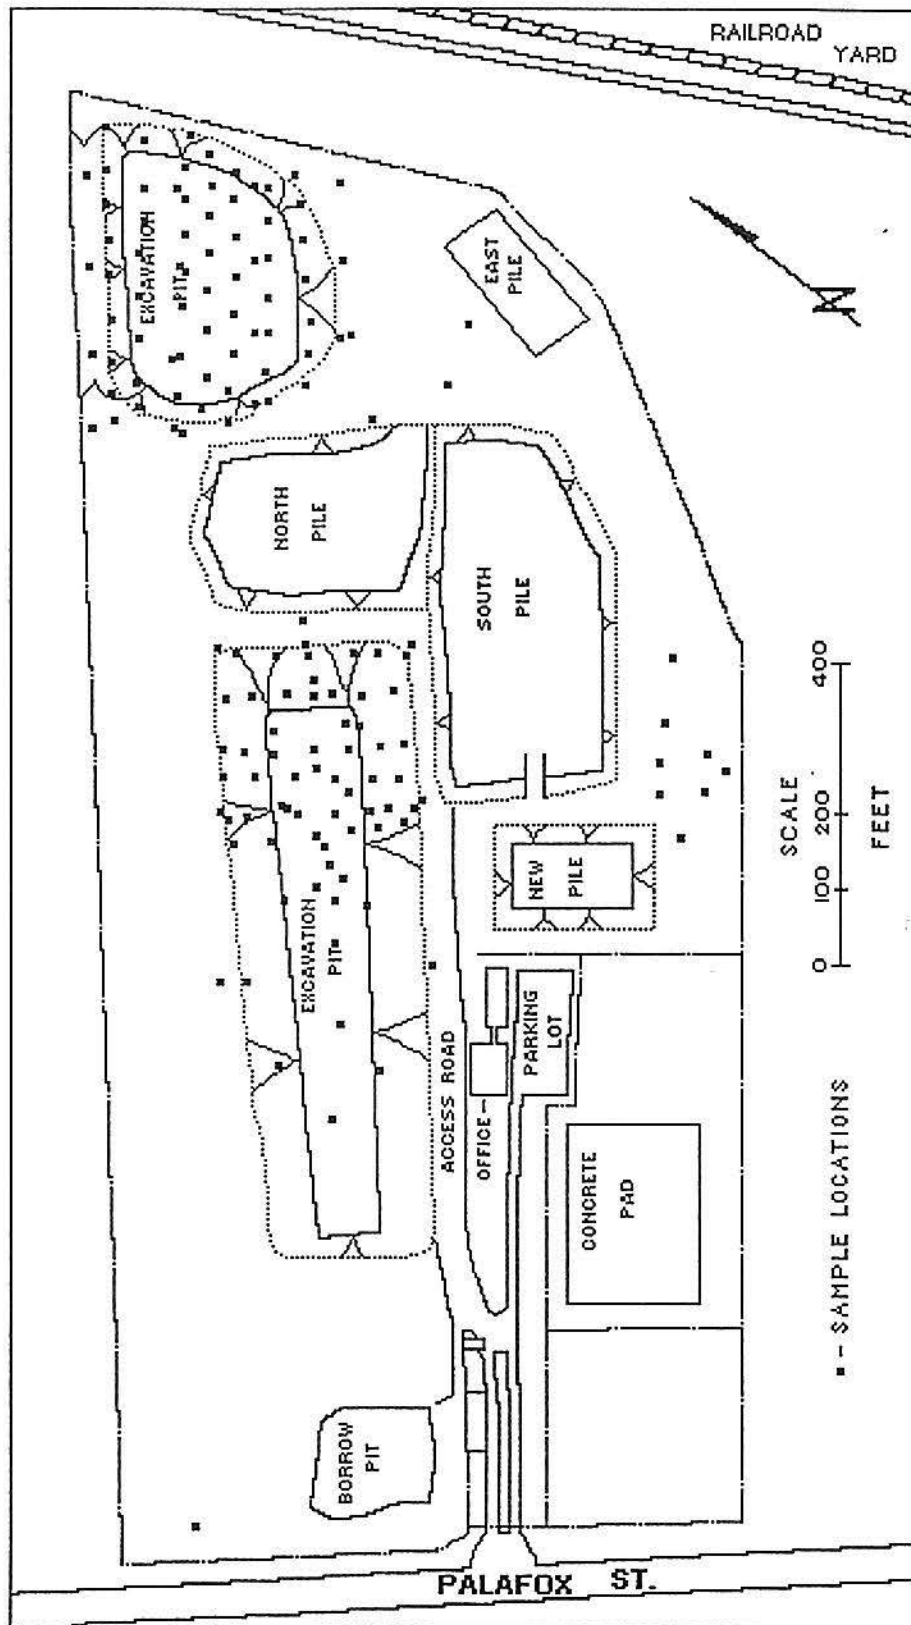 RAILROAD
YARD
EXCAVATION
PIT
EAST
PILE
N
NORTH
PILE
SOUTH
PILE
EXCAVATION
PIT
NEW
PILE
0 100 200 400
SCALE
FEET
ACCESS ROAD
OFFICE-
PARKING
LOT
CONCRETE
PAD
- SAMPLE LOCATIONS
BORROW
PIT
PALAFOX ST.